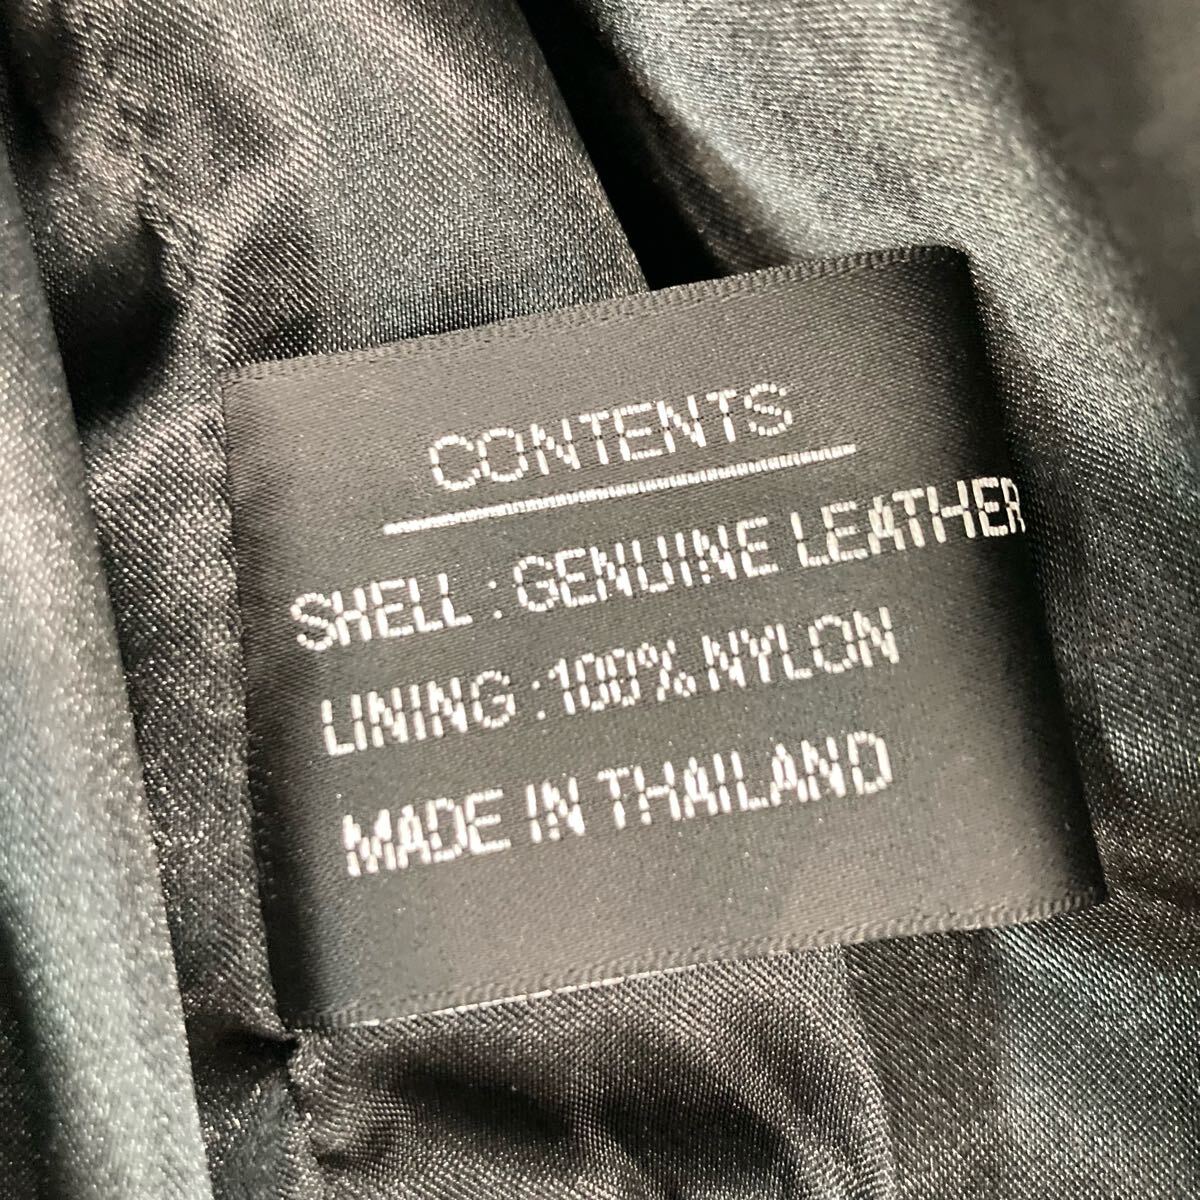 CONTENTS
SHELL : GENUINE LEATHER
LINING : 100% NYLON
MADE IN THAILAND